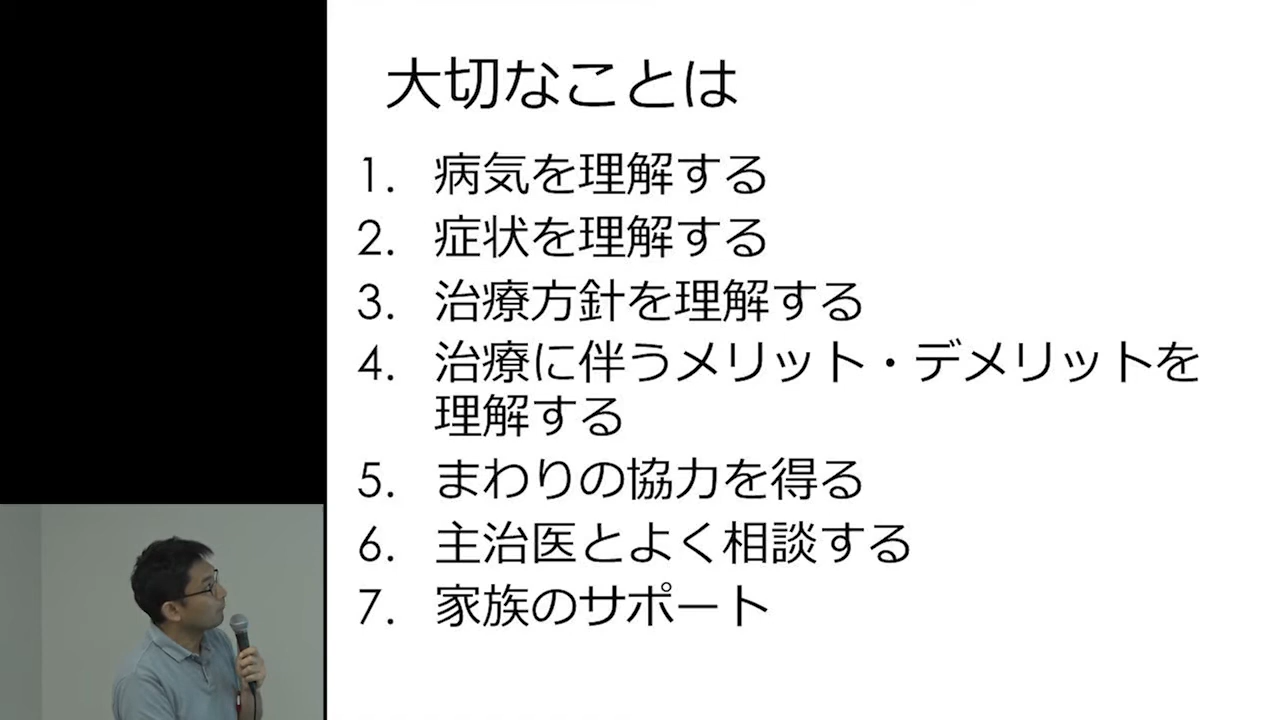 大切なことは
1. 病気を理解する
2. 症状を理解する
3. 治療方針を理解する
4. 治療に伴うメリット・デメリットを
理解する
5. まわりの協力を得る
6. 主治医とよく相談する
7. 家族のサポート